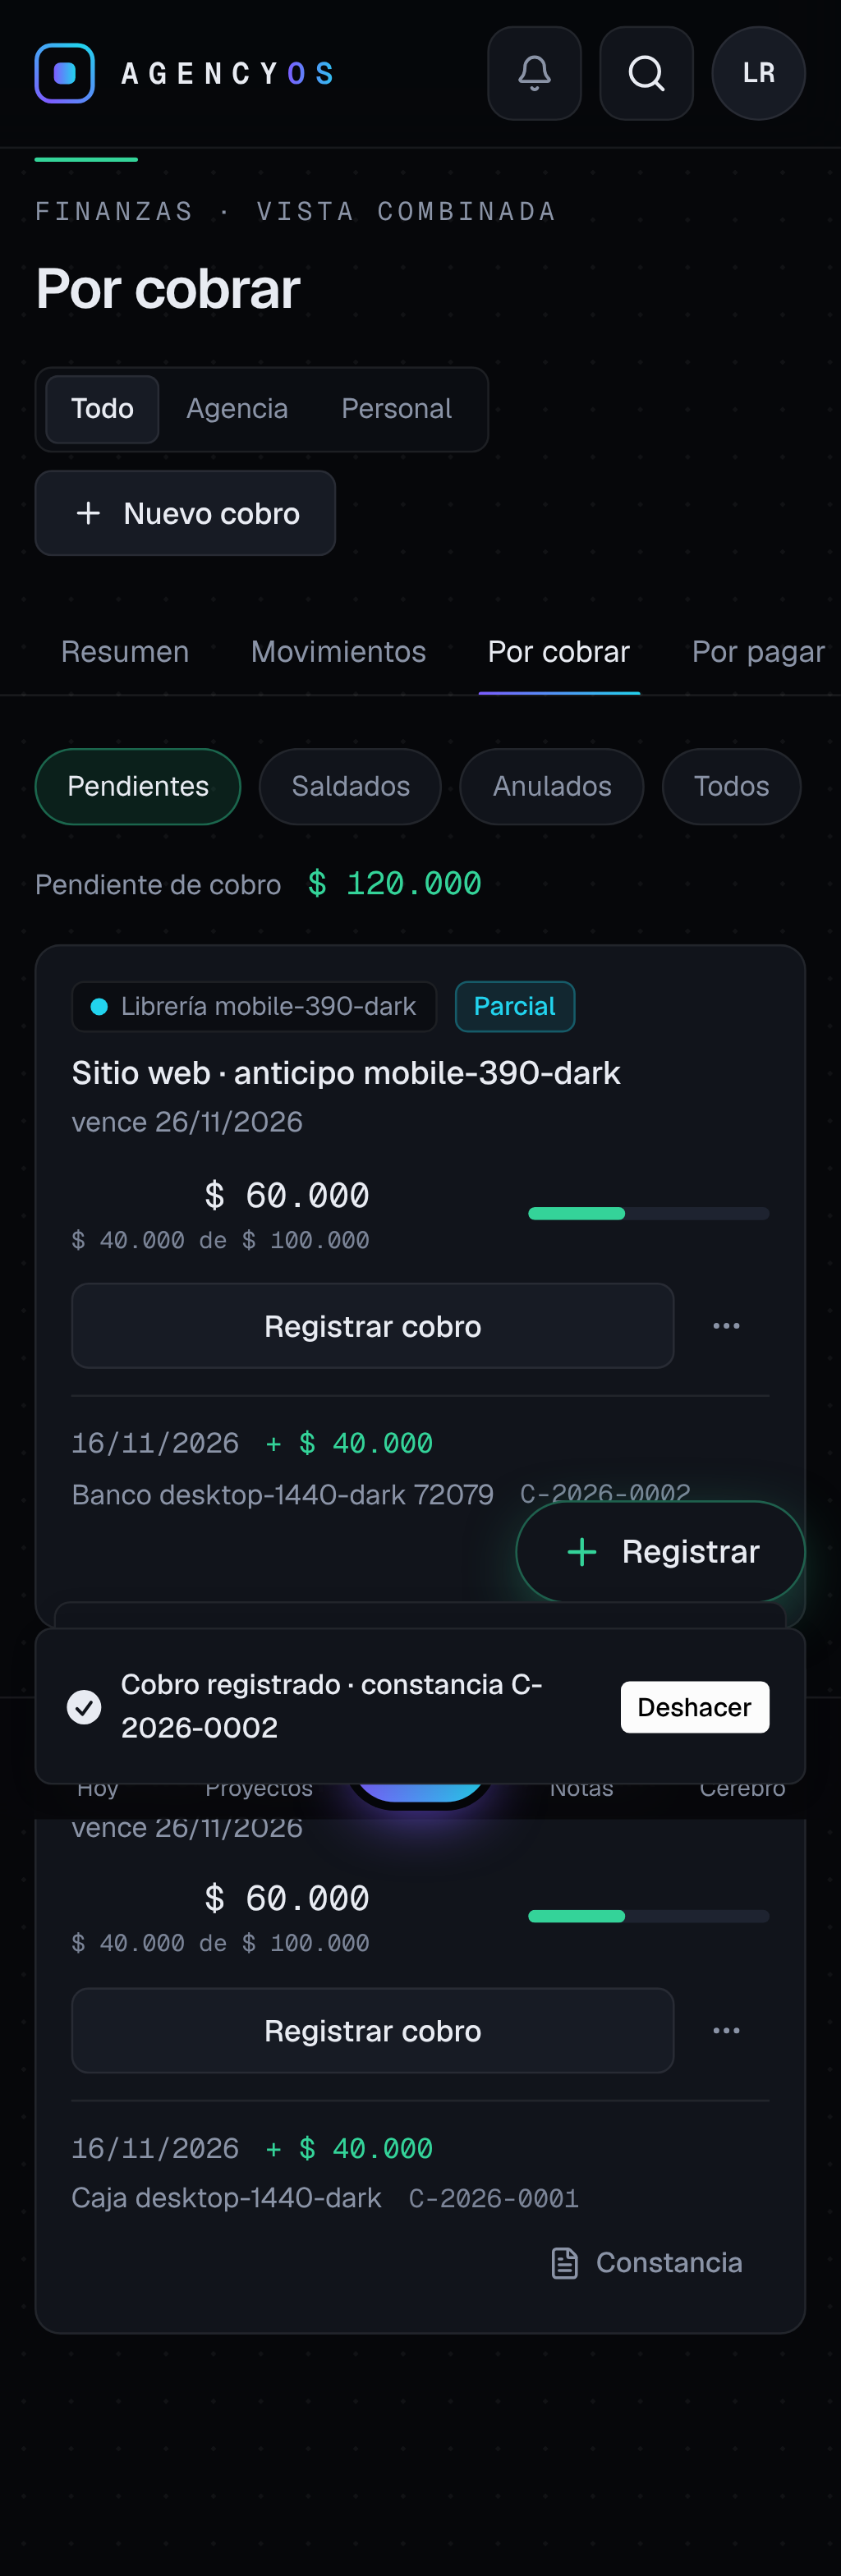 AGENCYOS
LR
FINANZAS · VISTA COMBINADA
Por cobrar
Todo Agencia Personal
+ Nuevo cobro
Resumen Movimientos Por cobrar Por pagar
Pendientes Saldados Anulados Todos
Pendiente de cobro $ 120.000
Librería mobile-390-dark Parcial
Sitio web · anticipo mobile-390-dark
vence 26/11/2026
$ 60.000
$ 40.000 de $ 100.000
Registrar cobro ...
16/11/2026 + $ 40.000
Banco desktop-1440-dark 72079 C-2026-0002
+ Registrar
Cobro registrado · constancia C-
2026-0002
Deshacer
Hoy Proyectos Notas Cerebro
vence 26/11/2026
$ 60.000
$ 40.000 de $ 100.000
Registrar cobro ...
16/11/2026 + $ 40.000
Caja desktop-1440-dark C-2026-0001
Constancia